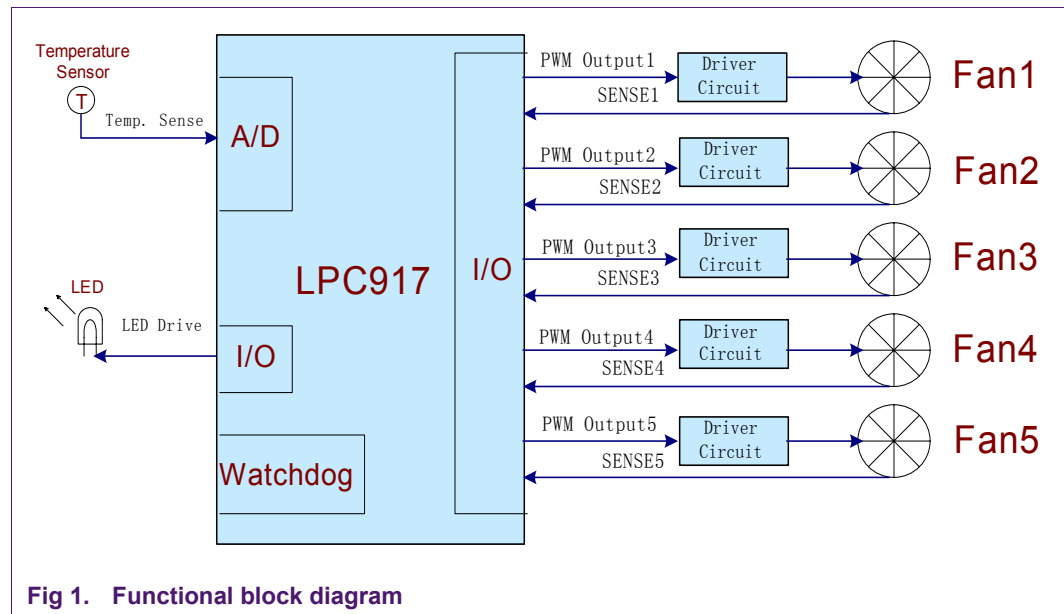 Temperature
Sensor
T
Temp. Sense
A/D
LPC917
LED
LED Drive
I/O
Watchdog
I/O
PWM Output1
SENSE1
Driver
Circuit
Fan1
PWM Output2
SENSE2
Driver
Circuit
Fan2
PWM Output3
SENSE3
Driver
Circuit
Fan3
PWM Output4
SENSE4
Driver
Circuit
Fan4
PWM Output5
SENSE5
Driver
Circuit
Fan5
Fig 1. Functional block diagram